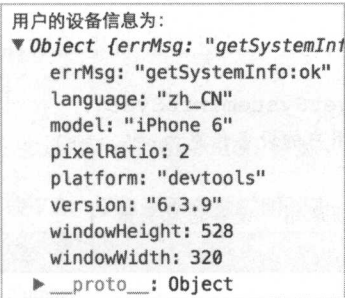 用户的设备信息为:
▼Object {errMsg: "getSystemInf
errMsg: "getSystemInfo:ok"
language: "zh_CN"
model: "iPhone 6"
pixelRatio: 2
platform: "devtools"
version: "6.3.9"
windowHeight: 528
windowWidth: 320
▶__proto__: Object